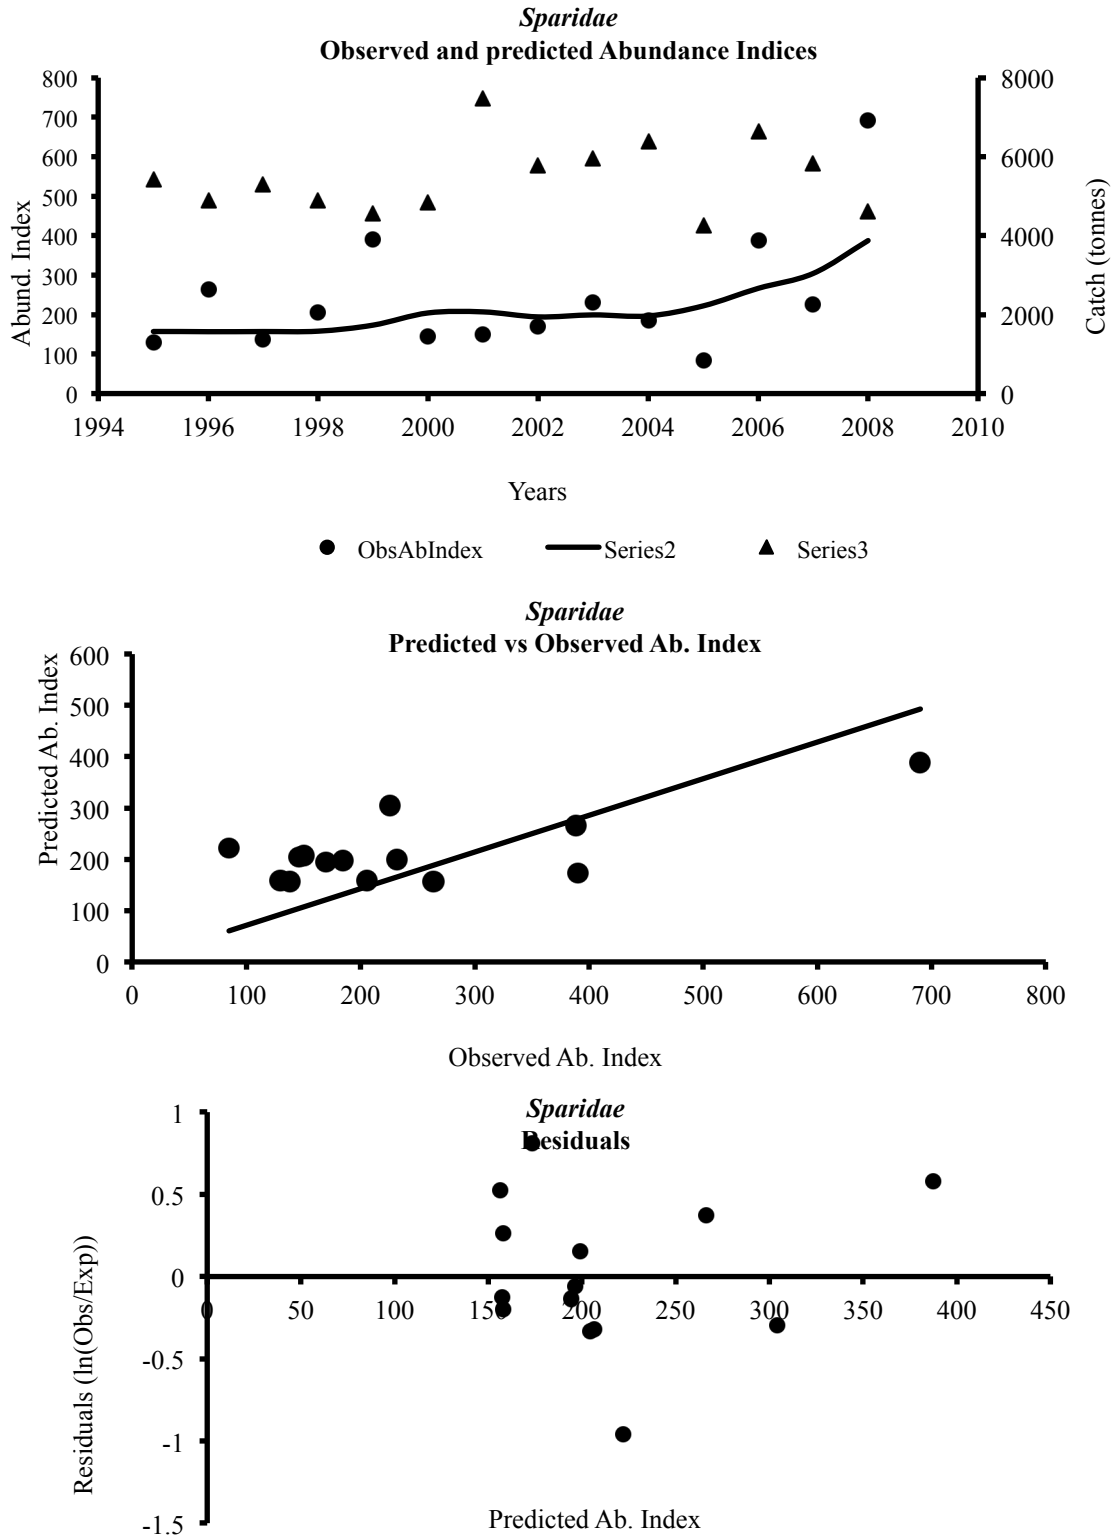 Sparidae
Observed and predicted Abundance Indices
800
700
600
500
400
300
200
100
0
Abund. Index
8000
6000
4000
2000
0
Catch (tonnes)
1994 1996 1998 2000 2002 2004 2006 2008 2010
Years
ObsAbIndex Series2 Series3
Sparidae
Predicted vs Observed Ab. Index
600
500
400
300
200
100
0
Predicted Ab. Index
0 100 200 300 400 500 600 700 800
Observed Ab. Index
Sparidae
Residuals
1
0.5
0
-0.5
-1
-1.5
Residuals (ln(Obs/Exp))
0 50 100 150 200 250 300 350 400 450
Predicted Ab. Index